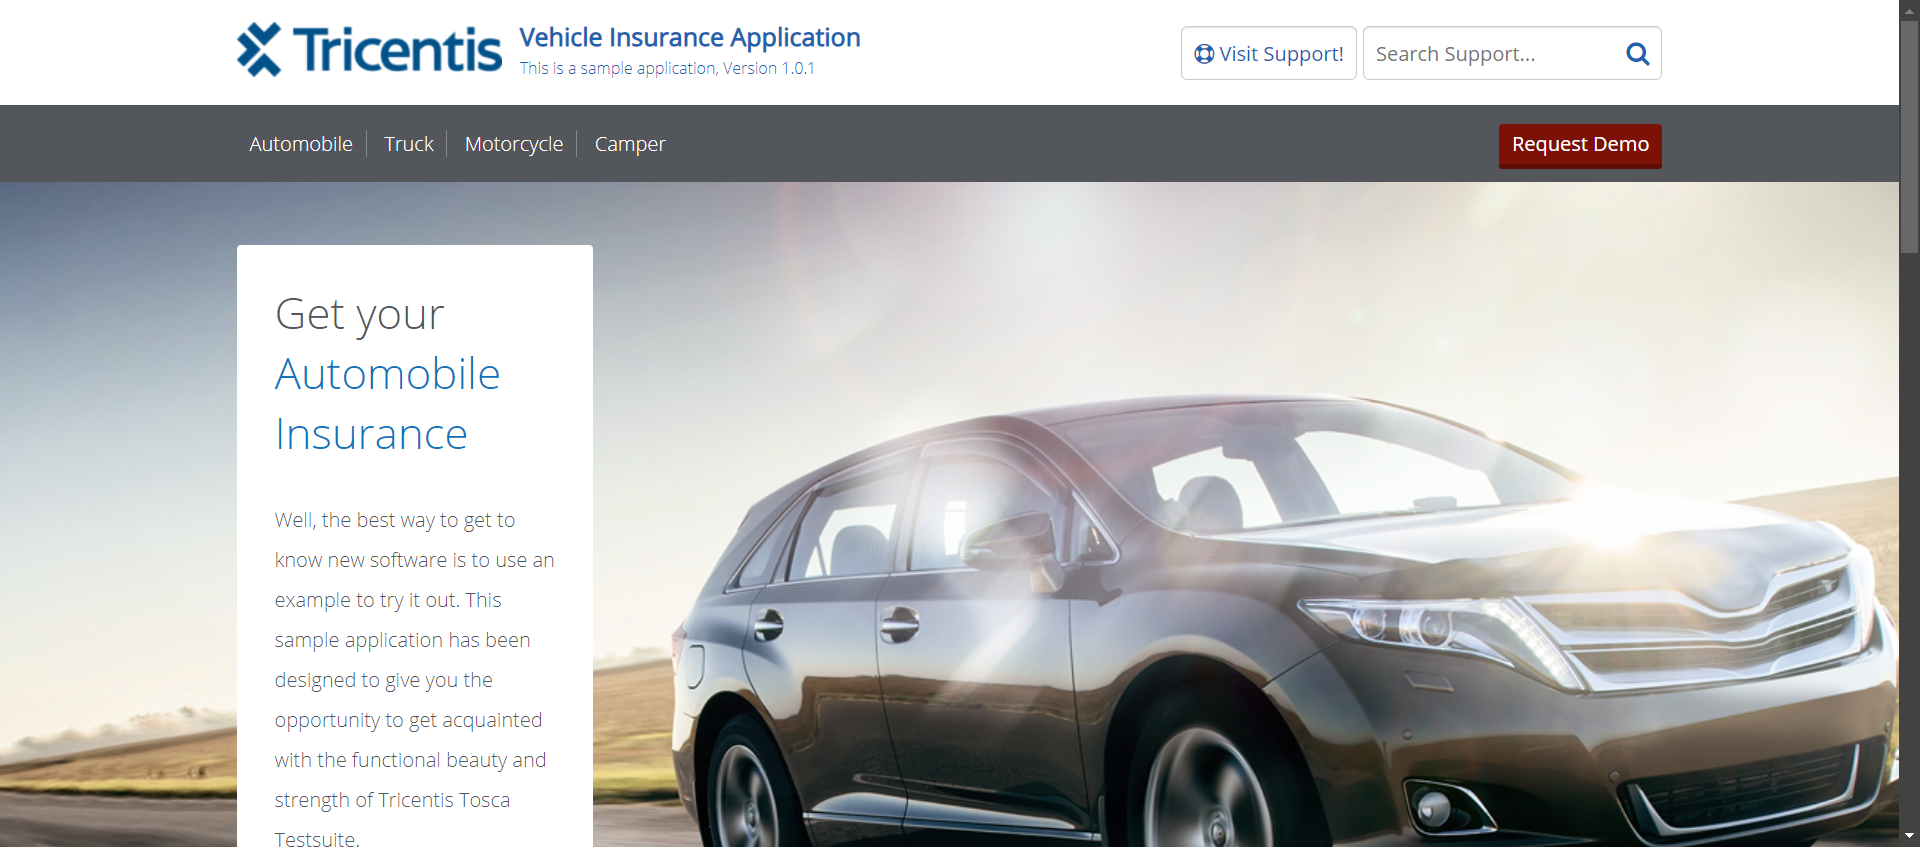 Tricentis
Vehicle Insurance Application
This is a sample application, Version 1.0.1
Visit Support!
Search Support...
Automobile
Truck
Motorcycle
Camper
Request Demo
Get your
Automobile
Insurance
Well, the best way to get to
know new software is to use an
example to try it out. This
sample application has been
designed to give you the
opportunity to get acquainted
with the functional beauty and
strength of Tricentis Tosca
Testsuite.